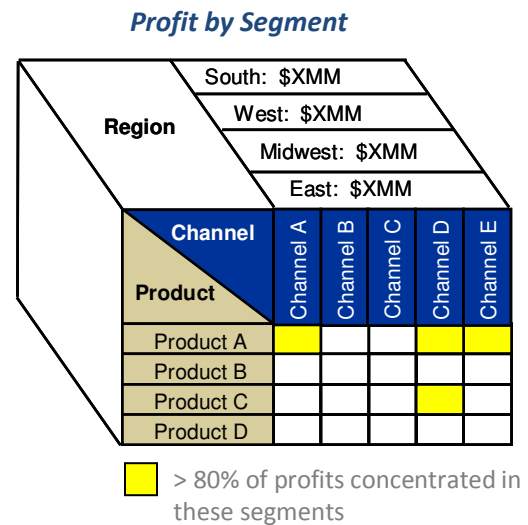 Profit by Segment
South: $XMM
West: $XMM
Midwest: $XMM
East: $XMM
Region
Channel
Product
Channel A
Channel B
Channel C
Channel D
Channel E
Product A
Product B
Product C
Product D
> 80% of profits concentrated in
these segments